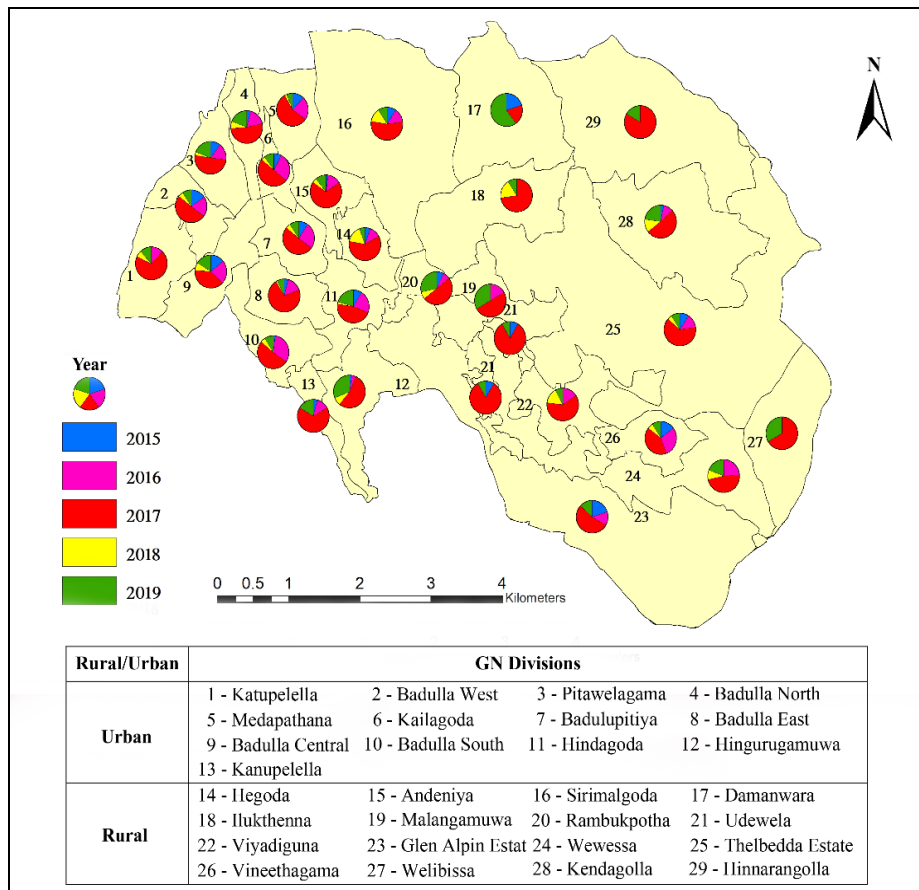 N
4
5
17
16
29
6
3
2
15
18
28
14
7
1
9
20
19
8
11
21
25
10
21
13
12
22
26
27
24
23
Year
2015
2016
2017
2018
2019
0 0.5 1 2 3 4
Kilometers
Rural/Urban GN Divisions
Urban
1 - Katupelella 2 - Badulla West 3 - Pitawelagama 4 - Badulla North
5 - Medapathana 6 - Kailagoda 7 - Badulupitiya 8 - Badulla East
9 - Badulla Central 10 - Badulla South 11 - Hindagoda 12 - Hingurugamuwa
13 - Kanupelella
Rural
14 - Hegoda 15 - Andeniya 16 - Sirimalgoda 17 - Damanwara
18 - Ilukthenna 19 - Malangamuwa 20 - Rambukpotha 21 - Udewela
22 - Viyadiguna 23 - Glen Alpin Estat 24 - Wewessa 25 - Thelbedda Estate
26 - Vineethagama 27 - Welibissa 28 - Kendagolla 29 - Hinnarangolla